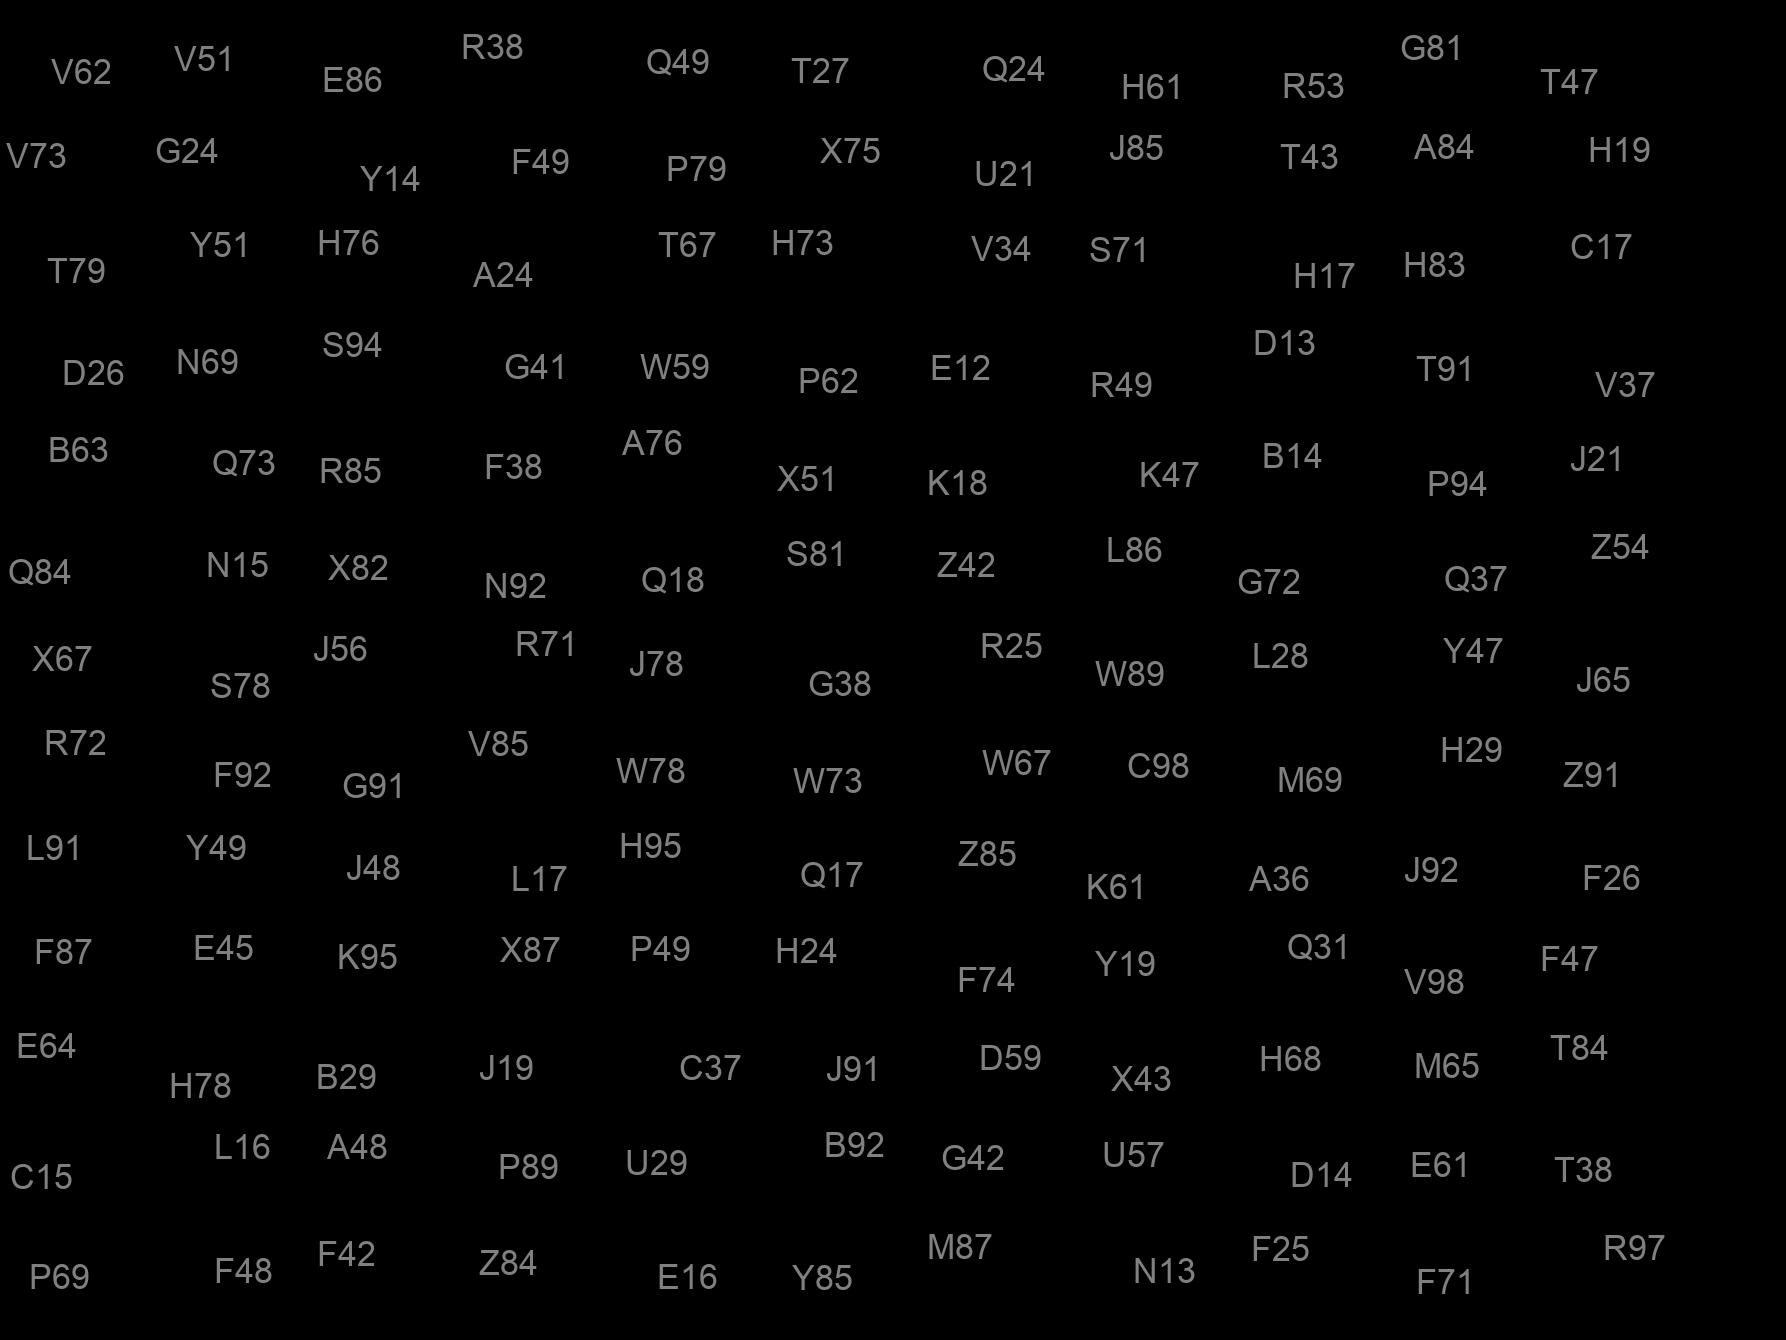 V62 V51 E86 R38 Q49 T27 Q24 H61 R53 G81 T47
V73 G24 Y14 F49 P79 X75 U21 J85 T43 A84 H19
T79 Y51 H76 A24 T67 H73 V34 S71 H17 H83 C17
D26 N69 S94 G41 W59 P62 E12 R49 D13 T91 V37
B63 Q73 R85 F38 A76 X51 K18 K47 B14 P94 J21
Q84 N15 X82 N92 Q18 S81 Z42 L86 G72 Q37 Z54
X67 S78 J56 R71 J78 G38 R25 W89 L28 Y47 J65
R72 F92 G91 V85 W78 W73 W67 C98 M69 H29 Z91
L91 Y49 J48 L17 H95 Q17 Z85 K61 A36 J92 F26
F87 E45 K95 X87 P49 H24 F74 Y19 Q31 V98 F47
E64 H78 B29 J19 C37 J91 D59 X43 H68 M65 T84
C15 L16 A48 P89 U29 B92 G42 U57 D14 E61 T38
P69 F48 F42 Z84 E16 Y85 M87 N13 F25 F71 R97